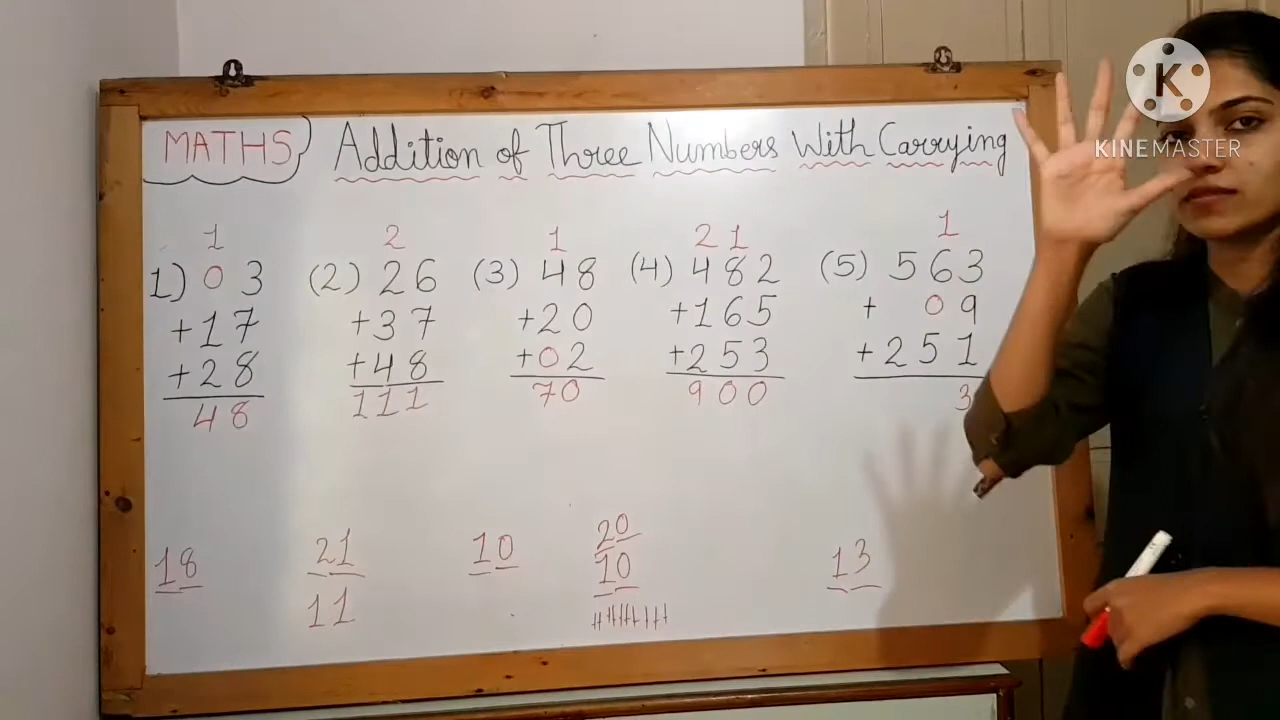 MATHS Addition of Three Numbers With Carrying
K
KINEMASTER
1 2 1 2 1 1
1) 0 3 (2) 2 6 (3) 4 8 (4) 4 8 2 (5) 5 6 3
+ 1 7 + 3 7 + 2 0 + 1 6 5 + 0 9
+ 2 8 + 4 8 + 0 2 + 2 5 3 + 2 5 1
4 8 1 1 1 7 0 9 0 0 3
18 21 10 20 13
11 10